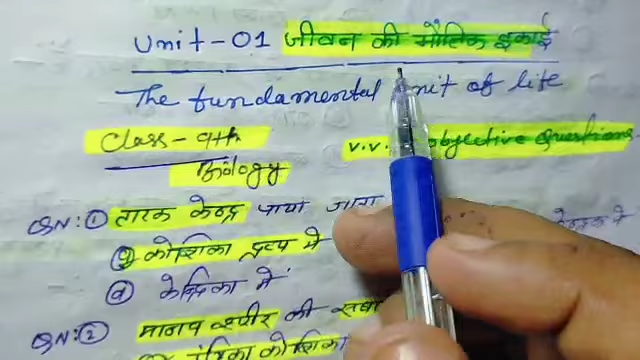 Unit-01 जीवन की मौलिक इकाई
The fundamental unit of life
Class-9th
v.v. objective Questions
Biology
QN:① तारक केन्द्र पाया जाता
कोशिका द्रव्य में
केन्द्रिका में
QN:② मानव शरीर की सबसे
तंत्रिका कोशिका